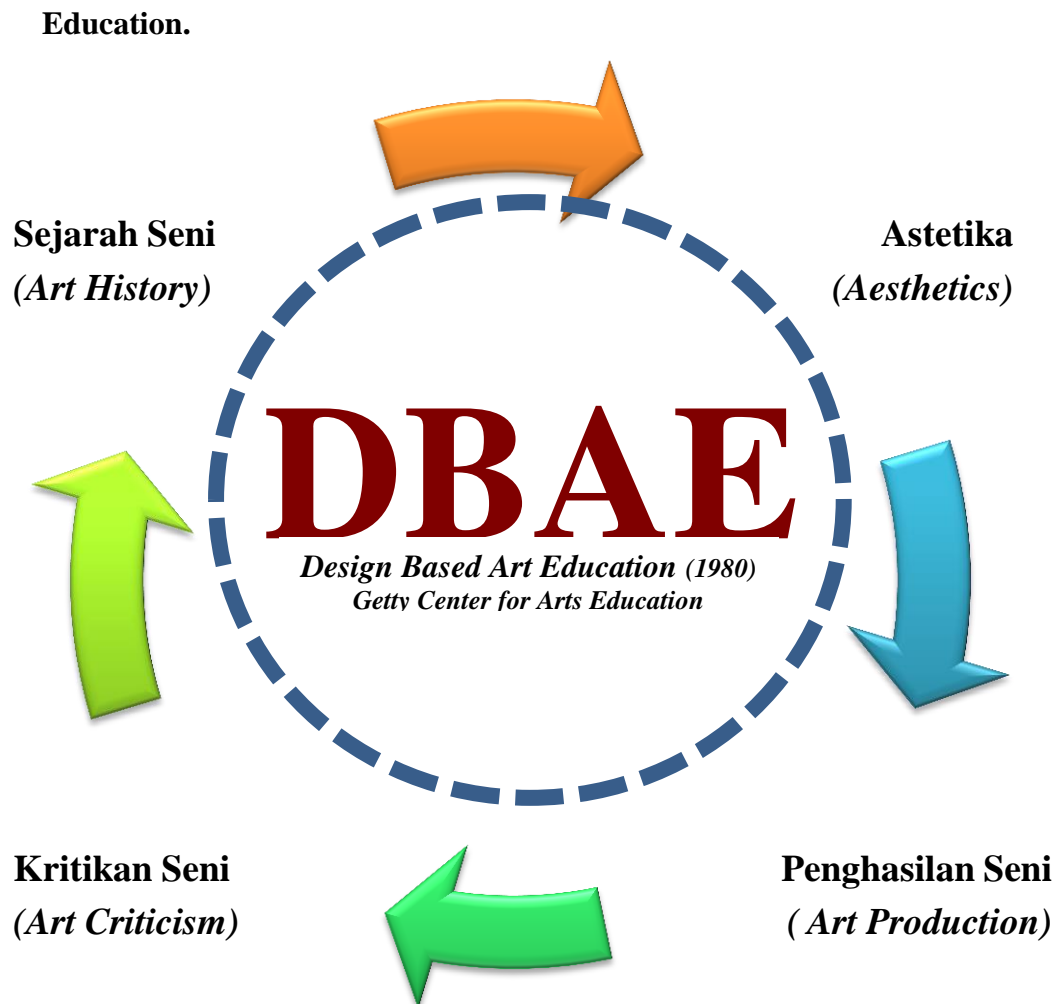 Education.
Sejarah Seni
(Art History)
Astetika
(Aesthetics)
DBAE
Design Based Art Education (1980)
Getty Center for Arts Education
Kritikan Seni
(Art Criticism)
Penghasilan Seni
( Art Production)